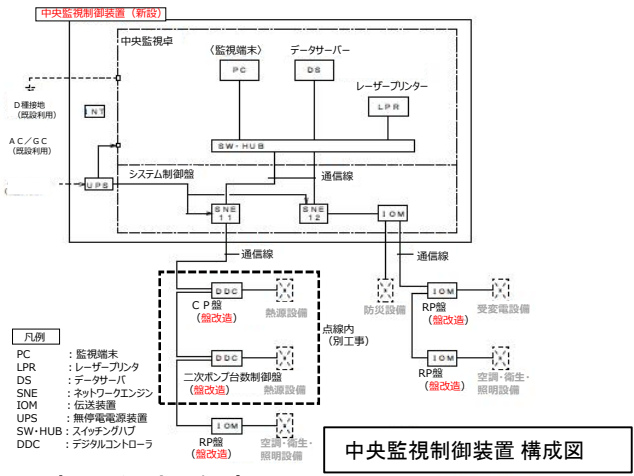 中央監視制御装置（新設）
中央監視卓
〈監視端末〉
データサーバー
PC
DS
レーザープリンター
LPR
D種接地
（既設利用）
INT
AC／GC
（既設利用）
SW・HUB
システム制御盤
通信線
UPS
SNE
11
SNE
12
IOM
通信線
通信線
DDC
CP盤
（盤改造）
熱源設備
防災設備
IOM
RP盤
（盤改造）
受変電設備
点線内
（別工事）
DDC
二次ポンプ台数制御盤
（盤改造）
熱源設備
IOM
RP盤
（盤改造）
空調・衛生・
照明設備
IOM
RP盤
（盤改造）
空調・衛生・
照明設備
凡例
PC ：監視端末
LPR ：レーザープリンタ
DS ：データサーバ
SNE ：ネットワークエンジン
IOM ：伝送装置
UPS ：無停電電源装置
SW・HUB：スイッチングハブ
DDC ：デジタルコントローラ
中央監視制御装置 構成図